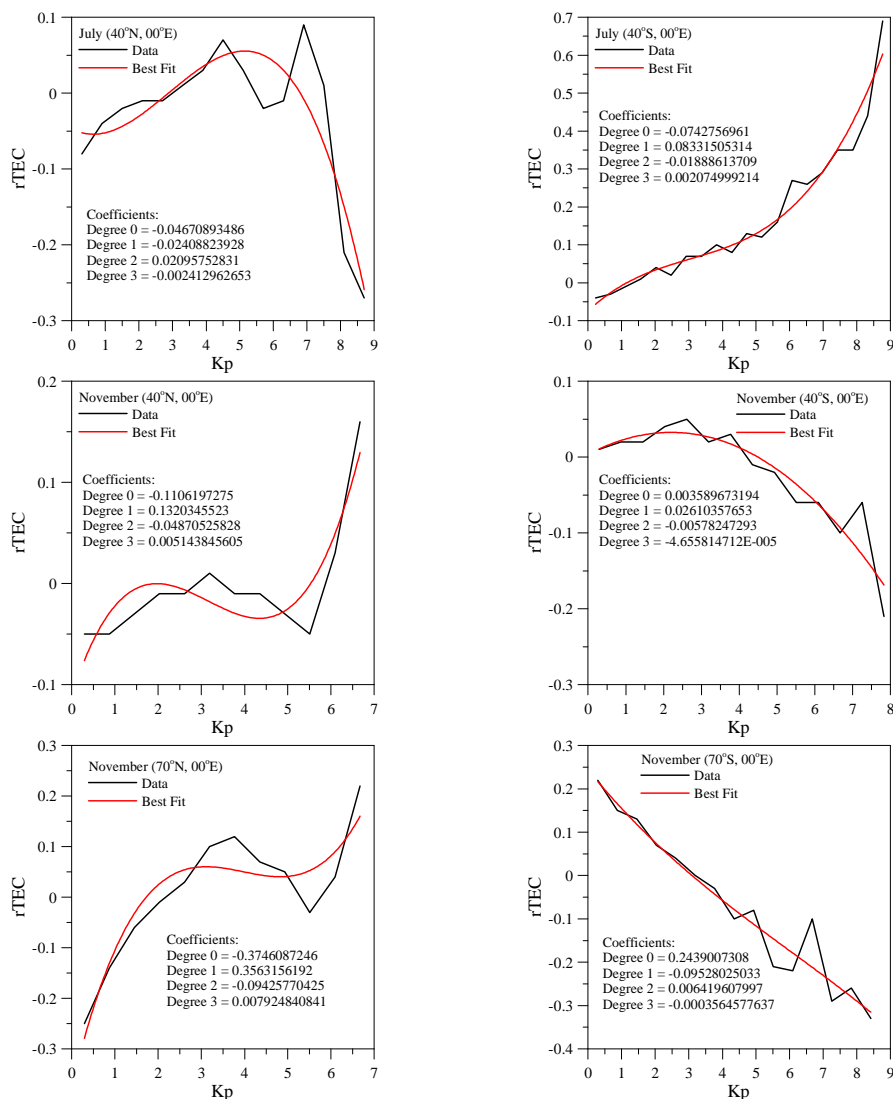 July (40°N, 00°E)
Data
Best Fit
Coefficients:
Degree 0 = -0.04670893486
Degree 1 = -0.02408823928
Degree 2 = 0.02095752831
Degree 3 = -0.002412962653
rTEC
0.1
0
-0.1
-0.2
-0.3
0 1 2 3 4 5 6 7 8 9
Kp
July (40°S, 00°E)
Data
Best Fit
Coefficients:
Degree 0 = -0.0742756961
Degree 1 = 0.08331505314
Degree 2 = -0.01888613709
Degree 3 = 0.002074999214
rTEC
0.7
0.6
0.5
0.4
0.3
0.2
0.1
0
-0.1
0 1 2 3 4 5 6 7 8 9
Kp
November (40°N, 00°E)
Data
Best Fit
Coefficients:
Degree 0 = -0.1106197275
Degree 1 = 0.1320345523
Degree 2 = -0.04870525828
Degree 3 = 0.005143845605
rTEC
0.2
0.1
0
-0.1
0 1 2 3 4 5 6 7
Kp
November (40°S, 00°E)
Data
Best Fit
Coefficients:
Degree 0 = 0.003589673194
Degree 1 = 0.02610357653
Degree 2 = -0.00578247293
Degree 3 = -4.655814712E-005
rTEC
0.1
0
-0.1
-0.2
-0.3
0 1 2 3 4 5 6 7 8
Kp
November (70°N, 00°E)
Data
Best Fit
Coefficients:
Degree 0 = -0.3746087246
Degree 1 = 0.3563156192
Degree 2 = -0.09425770425
Degree 3 = 0.007924840841
rTEC
0.3
0.2
0.1
0
-0.1
-0.2
-0.3
0 1 2 3 4 5 6 7
Kp
November (70°S, 00°E)
Data
Best Fit
Coefficients:
Degree 0 = 0.2439007308
Degree 1 = -0.09528025033
Degree 2 = 0.006419607997
Degree 3 = -0.0003564577637
rTEC
0.3
0.2
0.1
0
-0.1
-0.2
-0.3
-0.4
0 1 2 3 4 5 6 7 8 9
Kp